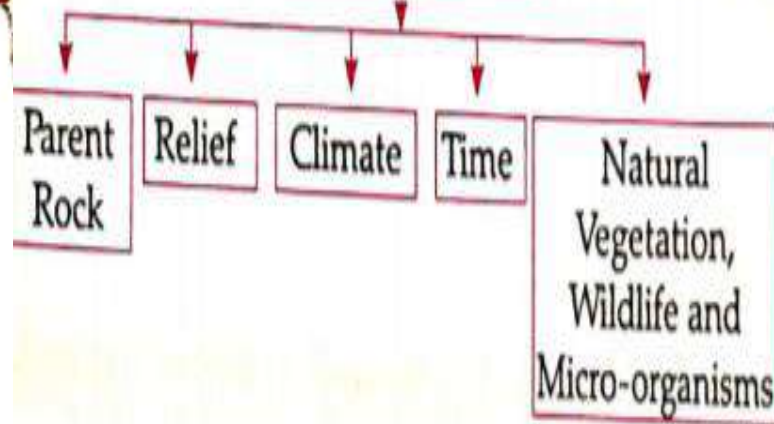 Parent
Rock
Relief
Climate
Time
Natural
Vegetation,
Wildlife and
Micro-organisms